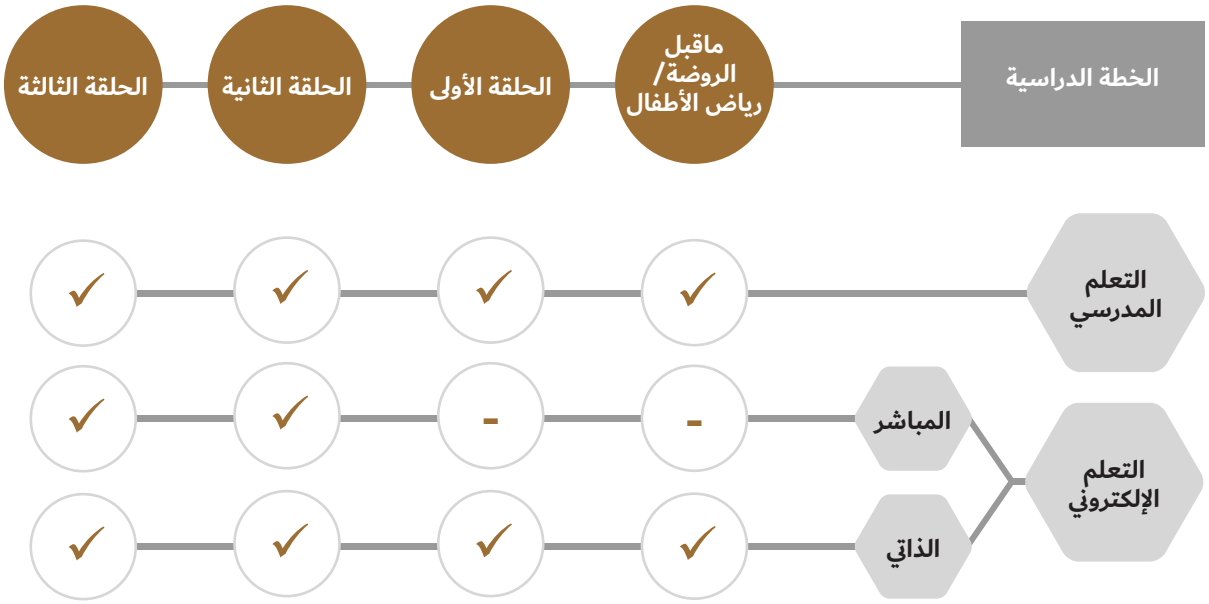 الخطة الدراسية
ماقبل
الروضة/
رياض الأطفال
الحلقة الأولى
الحلقة الثانية
الحلقة الثالثة
التعلم
المدرسي
✓ ✓ ✓ ✓
التعلم
الإلكتروني
المباشر
- - ✓ ✓
الذاتي
✓ ✓ ✓ ✓